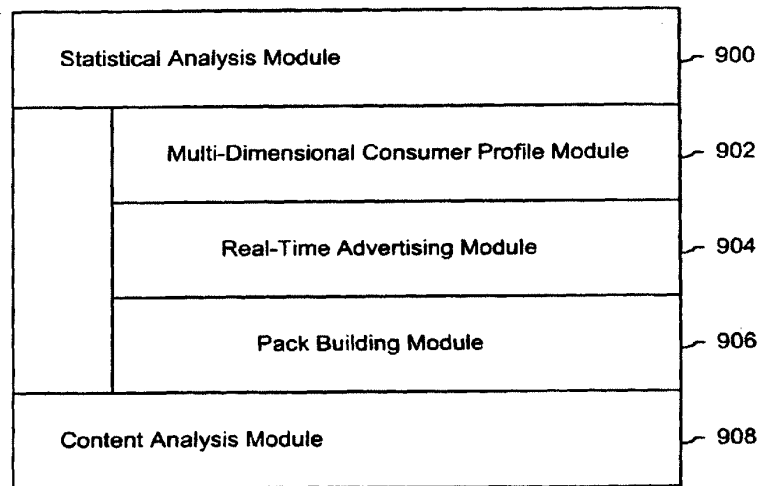 Statistical Analysis Module 900
Multi-Dimensional Consumer Profile Module 902
Real-Time Advertising Module 904
Pack Building Module 906
Content Analysis Module 908